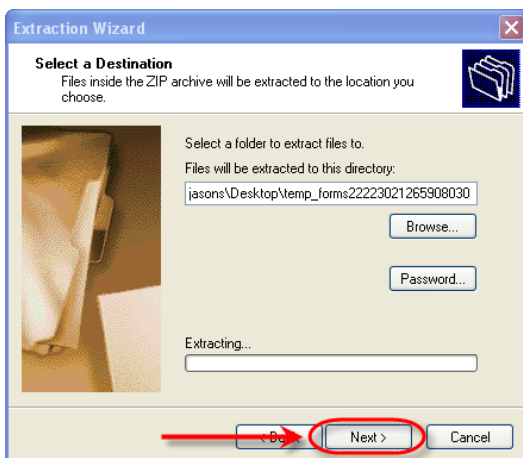 Extraction Wizard
Select a Destination
Files inside the ZIP archive will be extracted to the location you
choose.
Select a folder to extract files to.
Files will be extracted to this directory:
jasons\Desktop\temp_forms22223021265908030
Browse...
Password...
Extracting...
< Back Next > Cancel